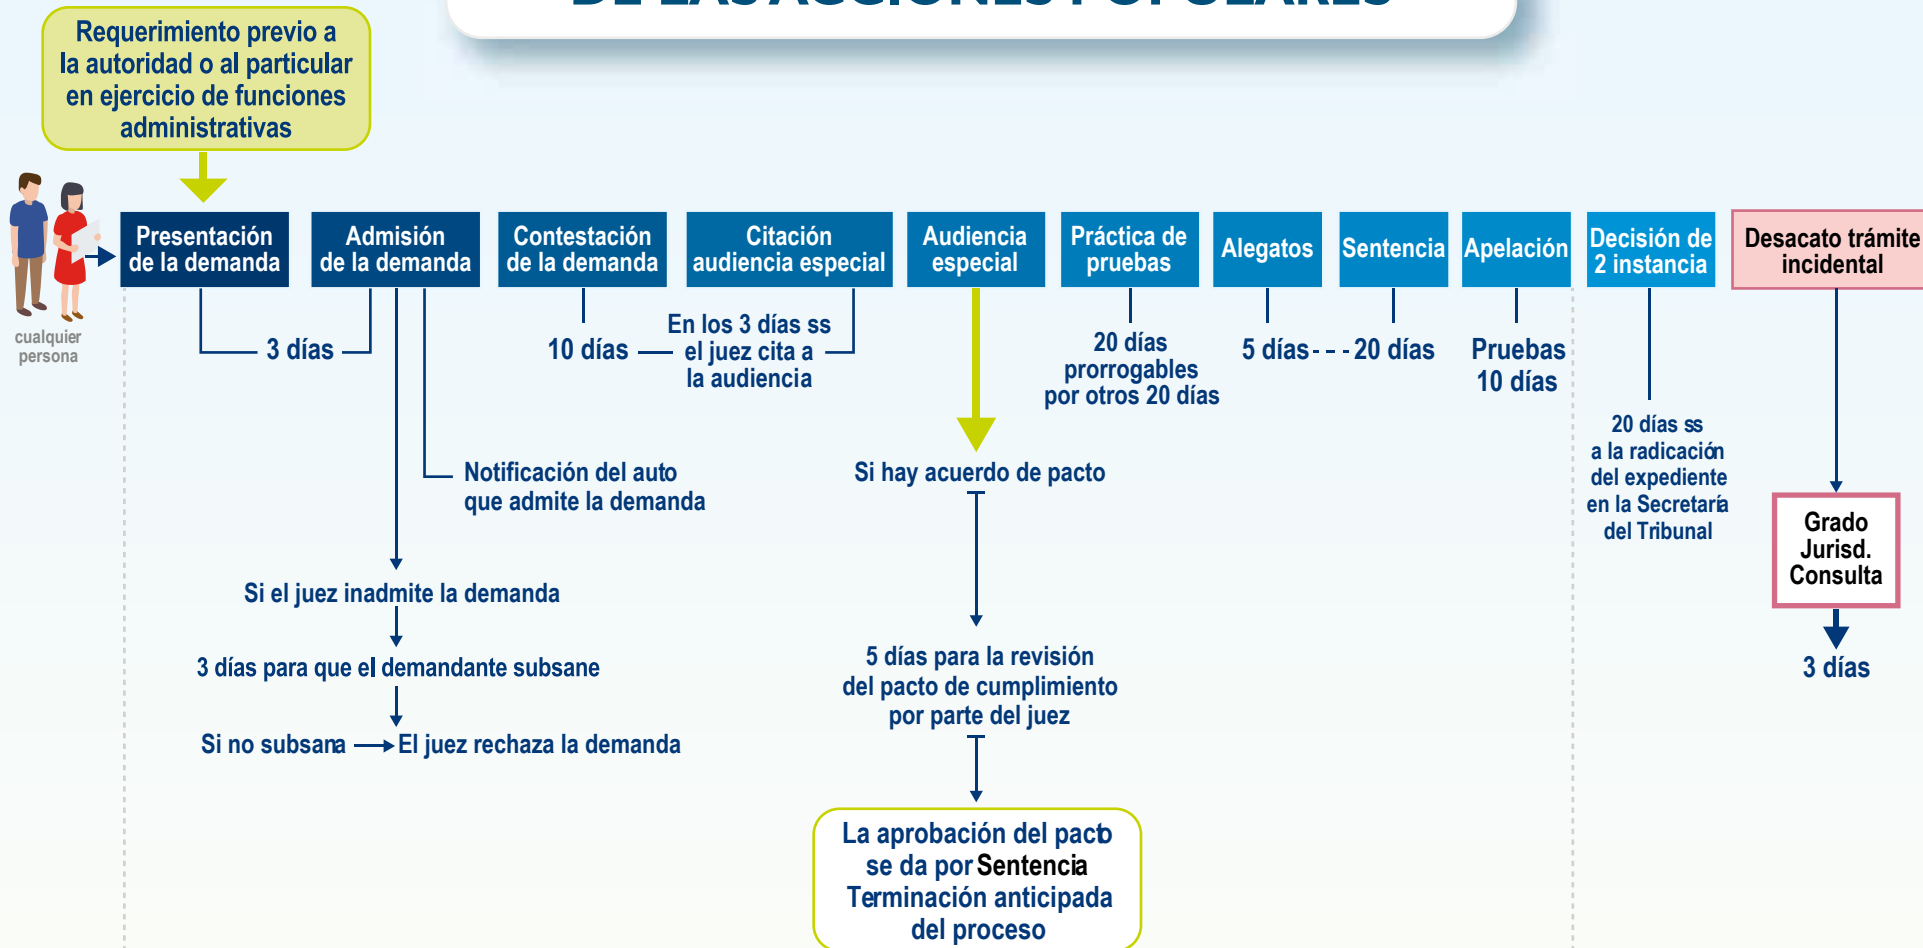 DE LAS ACCIONES POPULARES
Requerimiento previo a
la autoridad o al particular
en ejercicio de funciones
administrativas
cualquier
persona
Presentación
de la demanda
Admisión
de la demanda
Contestación
de la demanda
Citación
audiencia especial
Audiencia
especial
Práctica de
pruebas
Alegatos
Sentencia
Apelación
Decisión de
2 instancia
Desacato trámite
incidental
3 días
10 días
En los 3 días ss
el juez cita a
la audiencia
20 días
prorrogables
por otros 20 días
5 días
20 días
Pruebas
10 días
20 días ss
a la radicación
del expediente
en la Secretaría
del Tribunal
Notificación del auto
que admite la demanda
Si el juez inadmite la demanda
3 días para que el demandante subsane
Si no subsana
El juez rechaza la demanda
Si hay acuerdo de pacto
5 días para la revisión
del pacto de cumplimiento
por parte del juez
La aprobación del pacto
se da por Sentencia
Terminación anticipada
del proceso
Grado
Jurisd.
Consulta
3 días